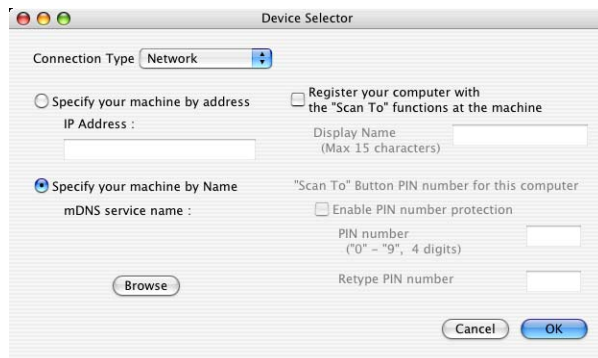 Device Selector
Connection Type Network
Specify your machine by address
IP Address :
Specify your machine by Name
mDNS service name :
Browse
Register your computer with
the "Scan To" functions at the machine
Display Name
(Max 15 characters)
"Scan To" Button PIN number for this computer
Enable PIN number protection
PIN number
("0" – "9", 4 digits)
Retype PIN number
Cancel OK